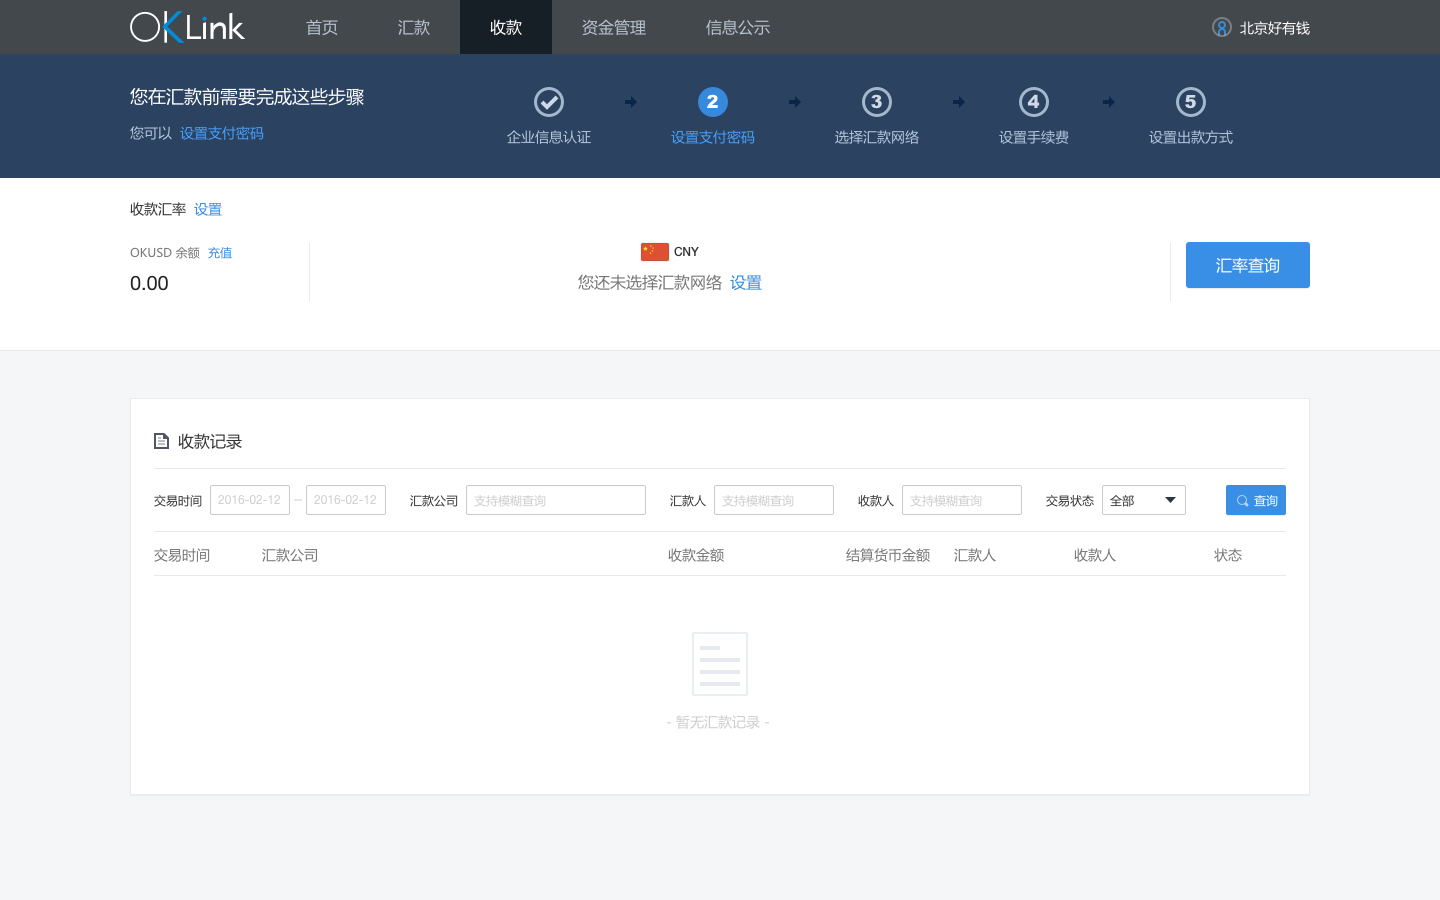 OKLink 首页 汇款 收款 资金管理 信息公示 北京好有钱
您在汇款前需要完成这些步骤
您可以 设置支付密码
企业信息认证
2
设置支付密码
3
选择汇款网络
4
设置手续费
5
设置出款方式
收款汇率 设置
OKUSD 余额 充值
0.00
CNY
您还未选择汇款网络 设置
汇率查询
收款记录
交易时间 2016-02-12 – 2016-02-12 汇款公司 支持模糊查询 汇款人 支持模糊查询 收款人 支持模糊查询 交易状态 全部 查询
交易时间 汇款公司 收款金额 结算货币金额 汇款人 收款人 状态
- 暂无汇款记录 -